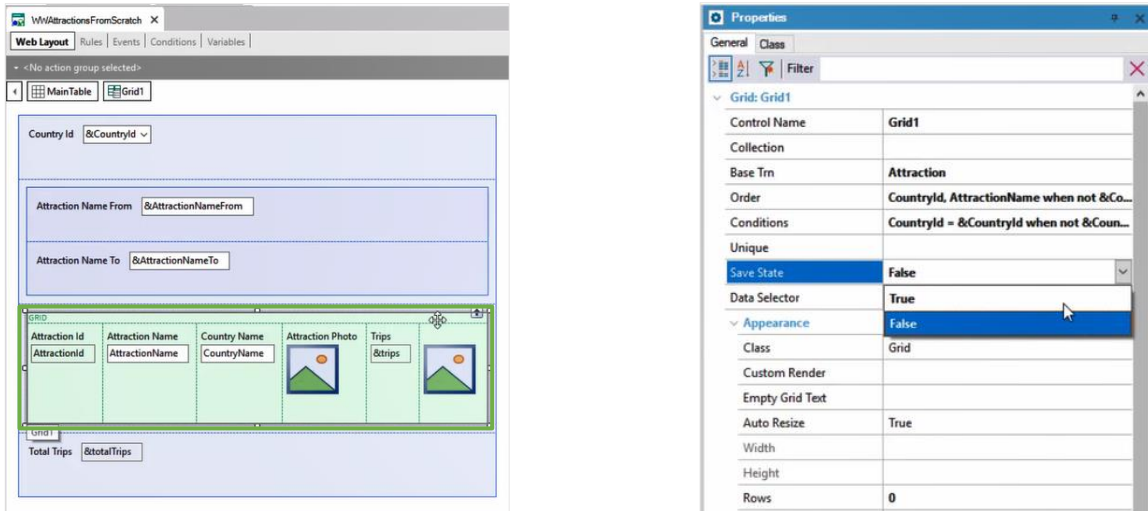 WWAttractionsFromScratch X
Web Layout | Rules | Events | Conditions | Variables |
<No action group selected>
MainTable Grid1
Country Id &CountryId
Attraction Name From &AttractionNameFrom
Attraction Name To &AttractionNameTo
GRID
Attraction Id Attraction Name Country Name Attraction Photo Trips
AttractionId AttractionName CountryName &trips
Grid1
Total Trips &totalTrips
Properties
General Class
Filter
Grid: Grid1
Control Name Grid1
Collection
Base Trn Attraction
Order CountryId, AttractionName when not &Co...
Conditions CountryId = &CountryId when not &Coun...
Unique
Save State False
True
False
Data Selector
Appearance
Class Grid
Custom Render
Empty Grid Text
Auto Resize True
Width
Height
Rows 0